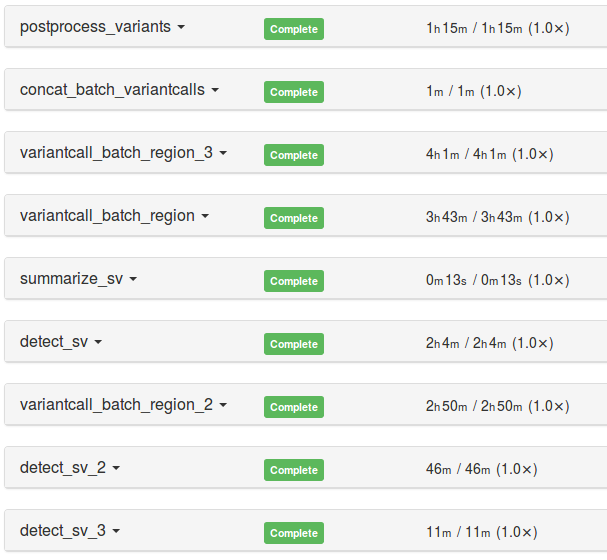 postprocess_variants Complete 1h15m / 1h15m (1.0×)
concat_batch_variantcalls Complete 1m / 1m (1.0×)
variantcall_batch_region_3 Complete 4h1m / 4h1m (1.0×)
variantcall_batch_region Complete 3h43m / 3h43m (1.0×)
summarize_sv Complete 0m13s / 0m13s (1.0×)
detect_sv Complete 2h4m / 2h4m (1.0×)
variantcall_batch_region_2 Complete 2h50m / 2h50m (1.0×)
detect_sv_2 Complete 46m / 46m (1.0×)
detect_sv_3 Complete 11m / 11m (1.0×)